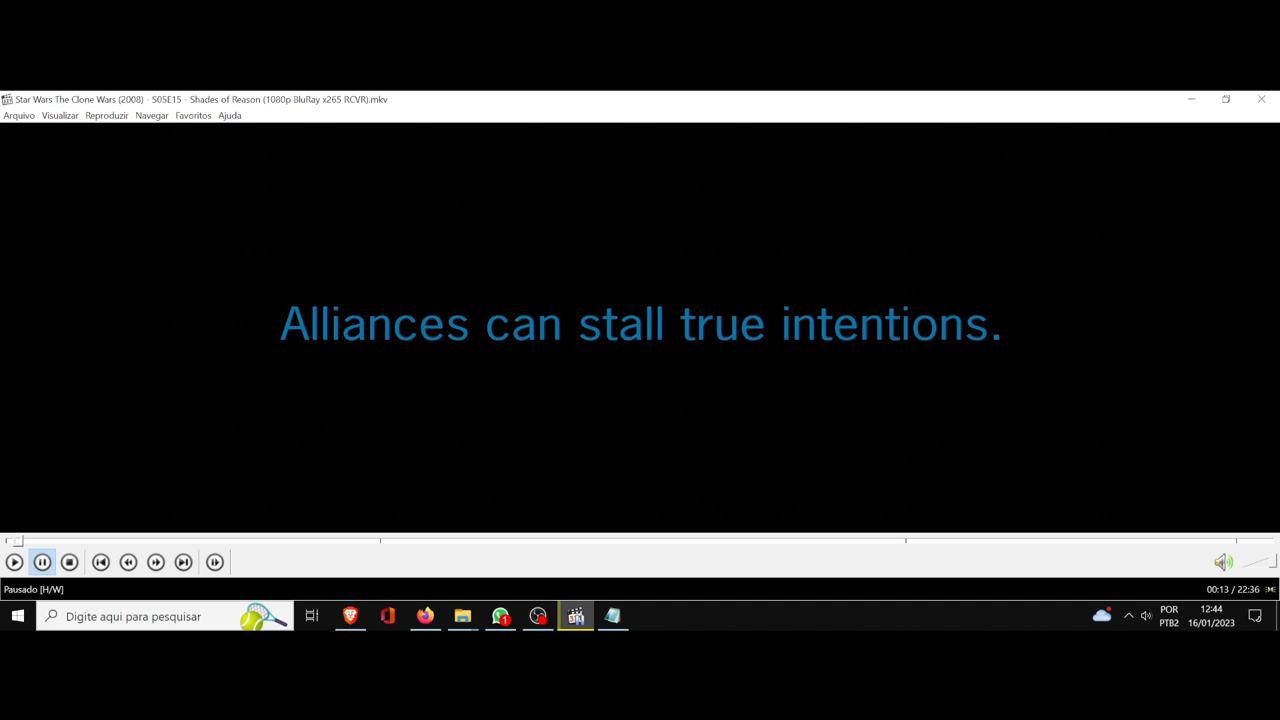 Star Wars The Clone Wars (2008) - S05E15 - Shades of Reason (1080p BluRay x265 RCVR).mkv
Arquivo Visualizar Reproduzir Navegar Favoritos Ajuda
Alliances can stall true intentions.
Pausado [H/W] 00:13 / 22:36
Digite aqui para pesquisar
1
POR 12:44
PTB2 16/01/2023